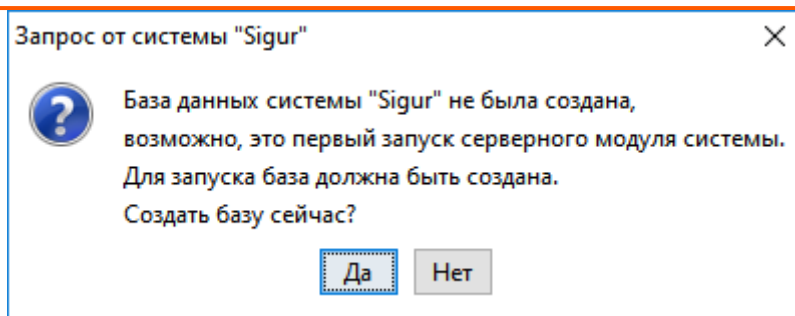 Запрос от системы "Sigur"
База данных системы "Sigur" не была создана,
возможно, это первый запуск серверного модуля системы.
Для запуска база должна быть создана.
Создать базу сейчас?
Да Нет